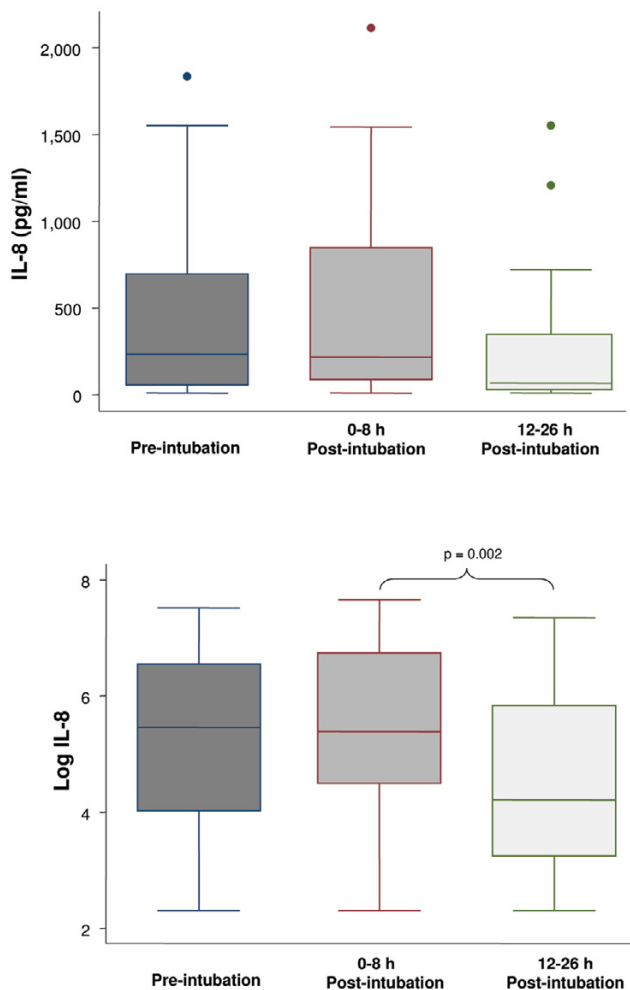 2,000
1,500
1,000
500
0
IL-8 (pg/ml)
Pre-intubation
0-8 h
Post-intubation
12-26 h
Post-intubation
p = 0.002
8
6
4
2
Log IL-8
Pre-intubation
0-8 h
Post-intubation
12-26 h
Post-intubation